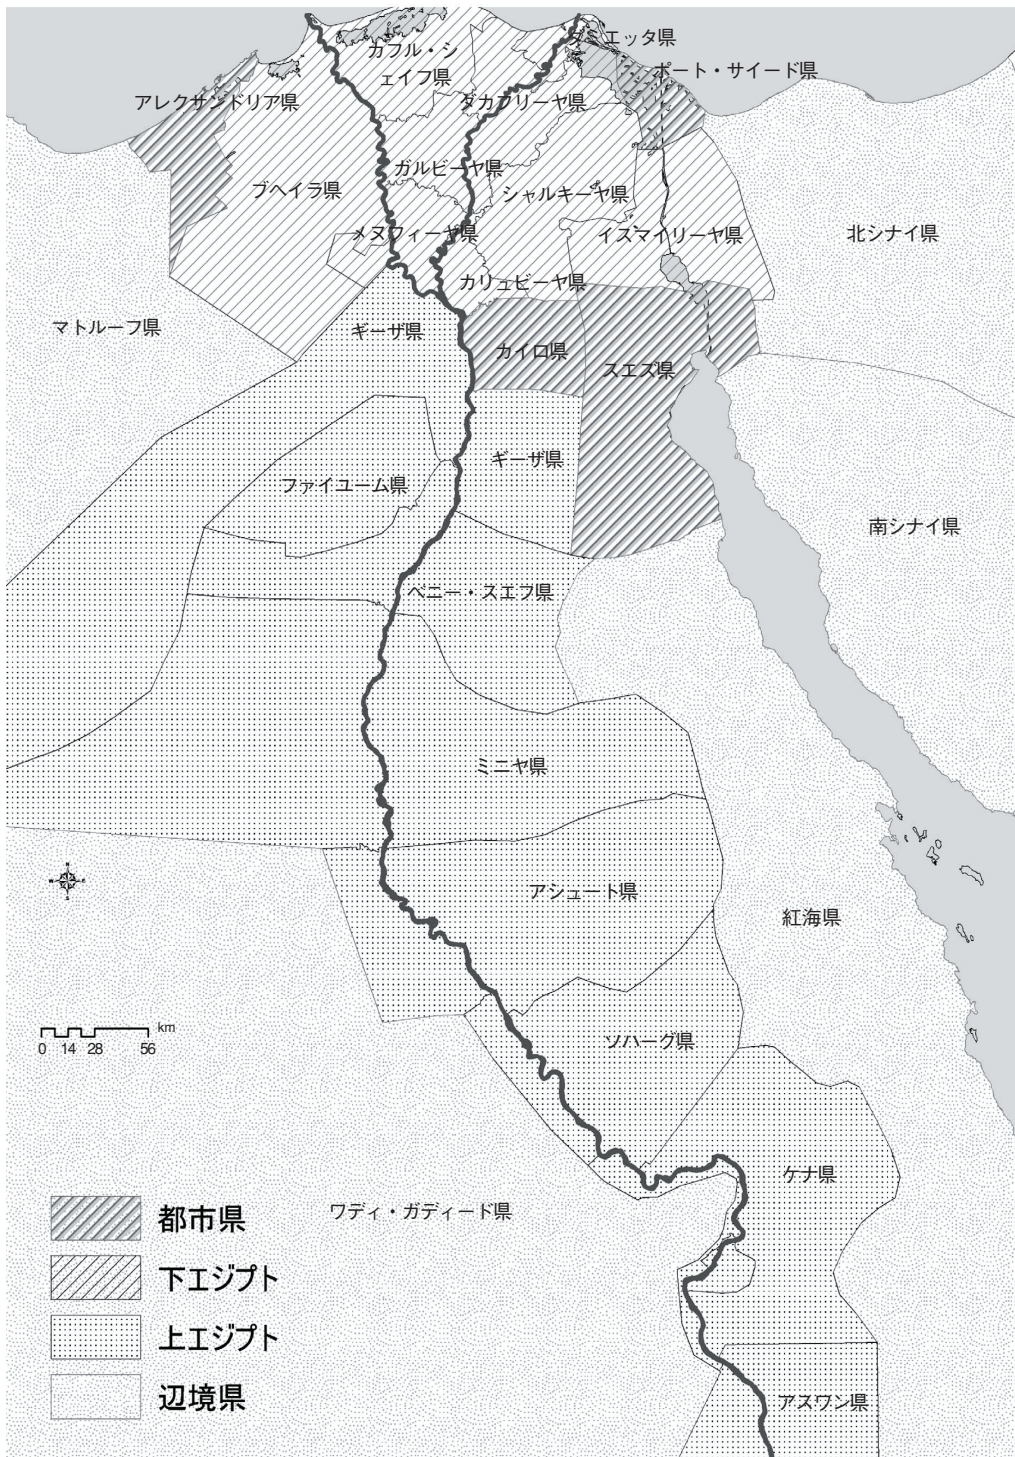 ダミエッタ県
カフル・シ
ェイフ県
ポート・サイード県
アレクサンドリア県
ダカフリーヤ県
ガルビーヤ県
ブヘイラ県
シャルキーヤ県
メヌフィーヤ県
イスマイリーヤ県
北シナイ県
カリュビーヤ県
マトルーフ県
ギーザ県
カイロ県
スエズ県
ギーザ県
ファイユーム県
南シナイ県
ベニー・スエフ県
ミニヤ県
アシュート県
紅海県
ソハーグ県
km
0 14 28 56
ケナ県
ワディ・ガディード県
都市県
下エジプト
上エジプト
辺境県
アスワン県